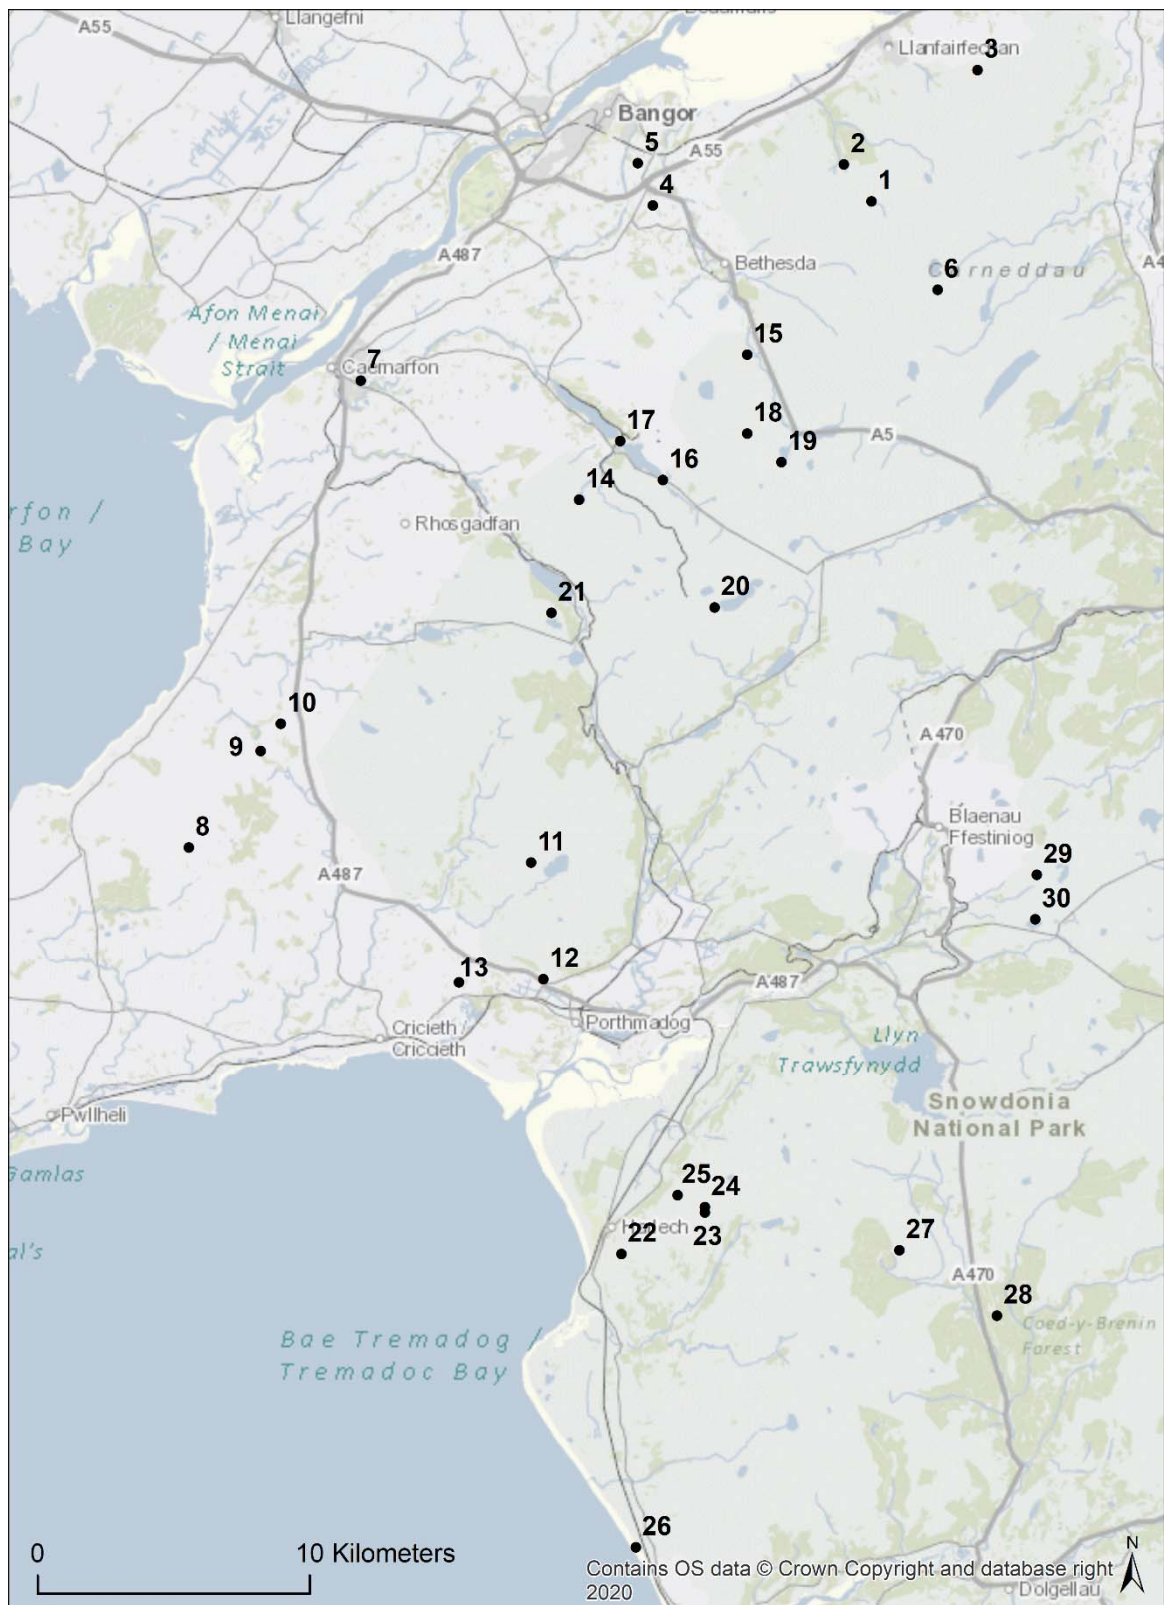 A55
Llangefni
Llanfairfechan
3
Bangor
5
A55
2
4
1
A487
Bethesda
6
Carneddau
Afon Menai
/ Menai
Strait
15
7
Caernarfon
18
A5
17
19
16
14
rfon /
Bay
Rhosgadfan
20
21
10
9
A470
8
Blaenau
Ffestiniog
11
29
A487
30
12
13
A487
Cricieth /
Criccieth
Porthmadog
Llyn
Trawsfynydd
Snowdonia
National Park
Pwllheli
Gamlas
25
24
Harlech
23
22
27
al's
A470
28
Coed-y-Brenin
Forest
Bae Tremadog /
Tremadoc Bay
26
0
10 Kilometers
Contains OS data © Crown Copyright and database right
2020
N
Dolgellau